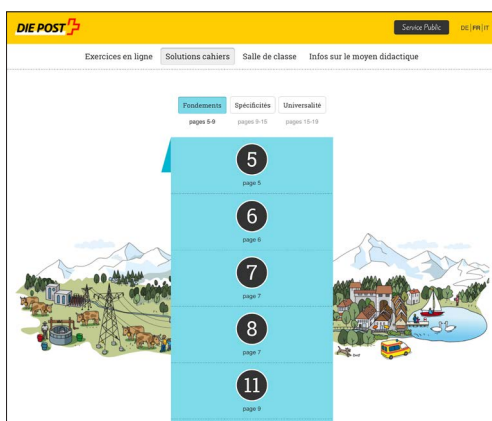 DIE POST
Service Public
DE | FR | IT
Exercices en ligne Solutions cahiers Salle de classe Infos sur le moyen didactique
Fondements Spécificités Universalité
pages 5-9 pages 9-15 pages 15-19
5
page 5
6
page 6
7
page 7
8
page 7
11
page 9